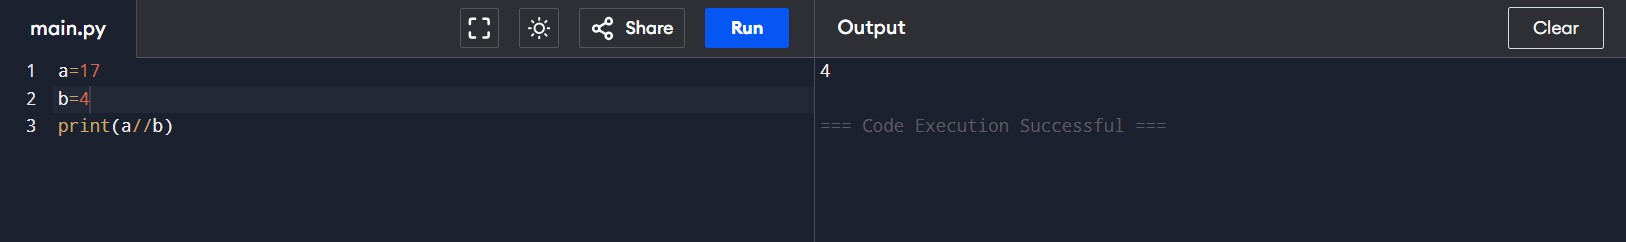 main.py
Share
Run
Output
Clear
1 a=17
2 b=4
3 print(a//b)
4
=== Code Execution Successful ===